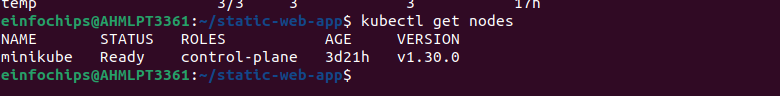 temp 3/3 3 3 17h
einfochips@AHMLPT3361:~/static-web-app$ kubectl get nodes
NAME STATUS ROLES AGE VERSION
minikube Ready control-plane 3d21h v1.30.0
einfochips@AHMLPT3361:~/static-web-app$